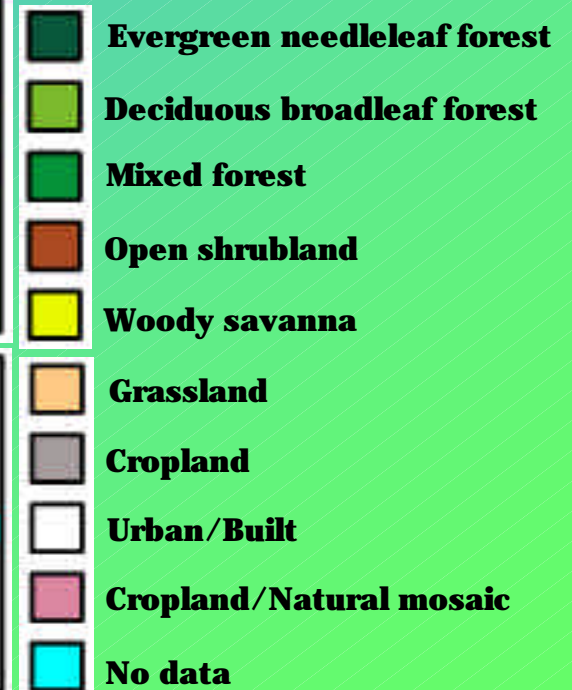 Evergreen needleleaf forest
Deciduous broadleaf forest
Mixed forest
Open shrubland
Woody savanna
Grassland
Cropland
Urban/Built
Cropland/Natural mosaic
No data